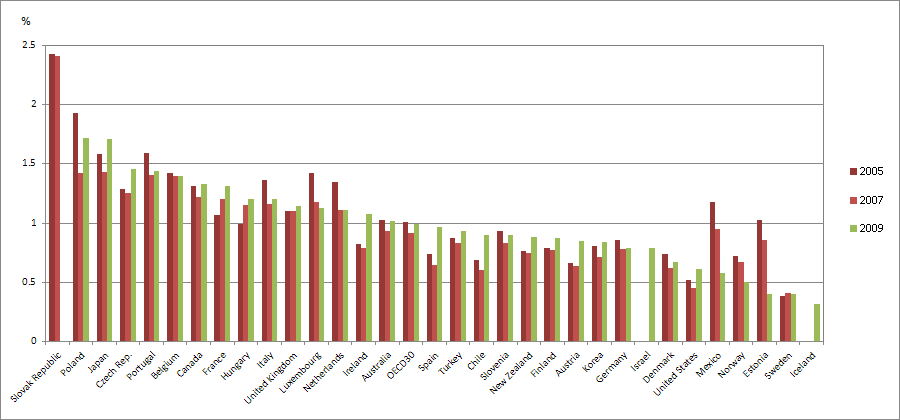 %
2.5
2
1.5
1
0.5
0
Slovak Republic
Poland
Japan
Czech Rep.
Portugal
Belgium
Canada
France
Hungary
Italy
United Kingdom
Luxembourg
Netherlands
Ireland
Australia
OECD30
Spain
Turkey
Chile
Slovenia
New Zealand
Finland
Austria
Korea
Germany
Israel
Denmark
United States
Mexico
Norway
Estonia
Sweden
Iceland
2005
2007
2009